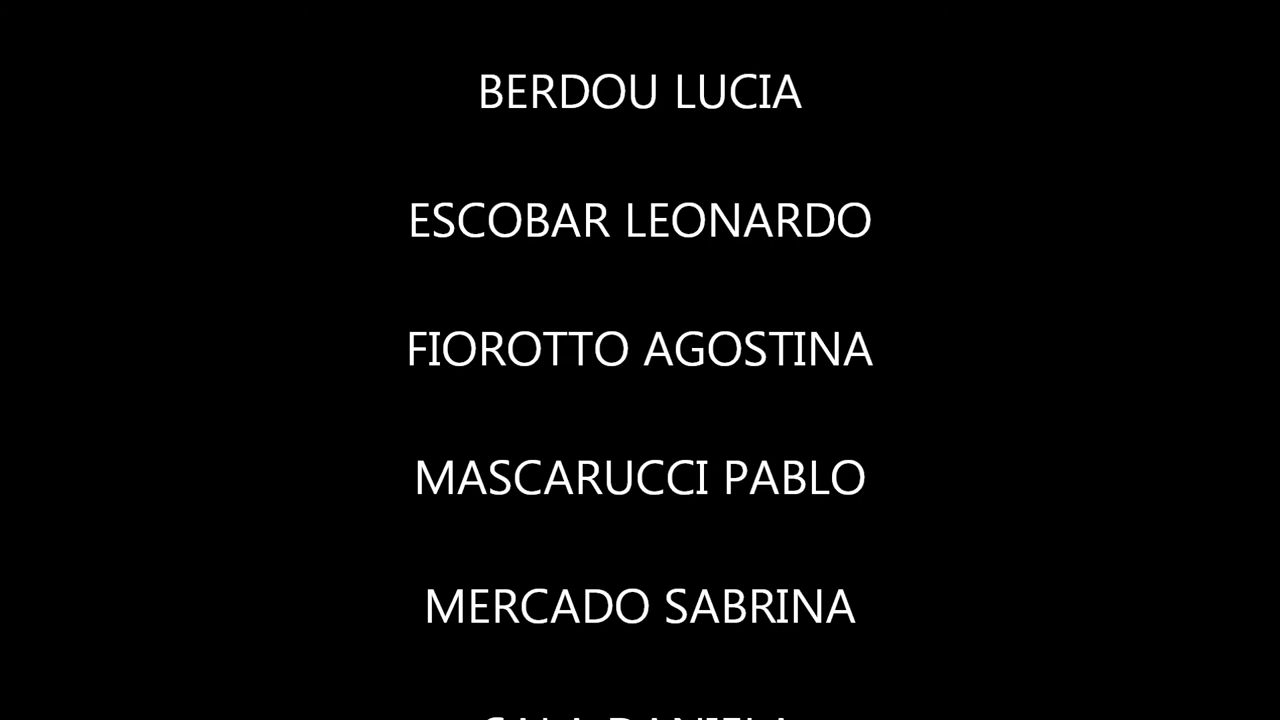 BERDOU LUCIA
ESCOBAR LEONARDO
FIOROTTO AGOSTINA
MASCARUCCI PABLO
MERCADO SABRINA